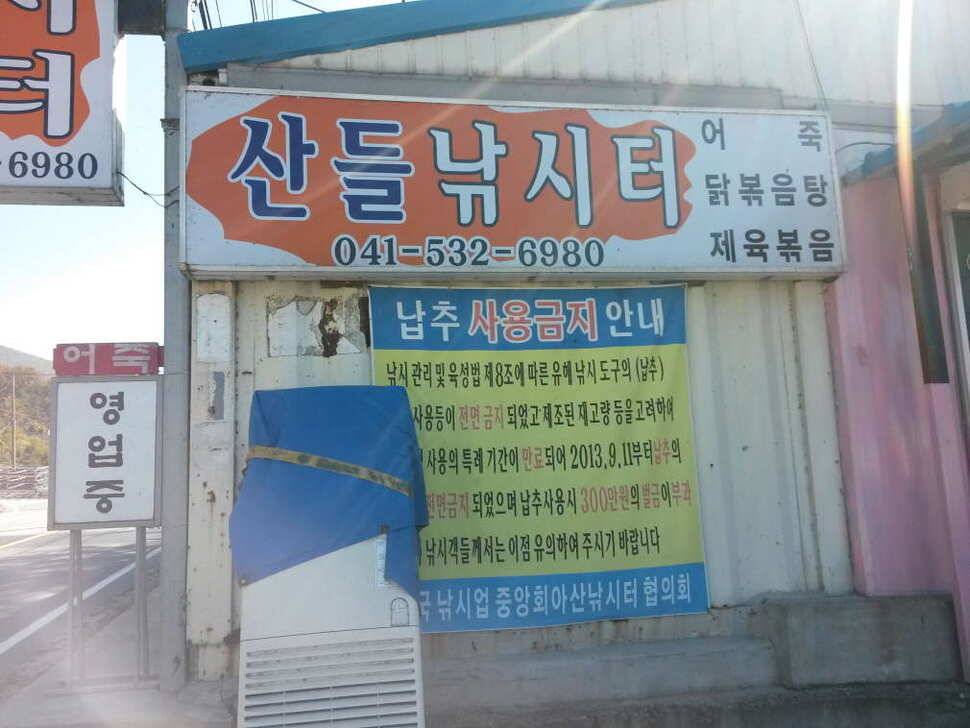 터
6980
산들낚시터
041-532-6980
어 죽
닭볶음탕
제육볶음
어죽
영업중
납추 사용금지 안내
낚시 관리 및 육성법 제8조에 따른 유해 낚시 도구의 (납추)
사용등이 전면금지 되었고 제조된 재고량 등을 고려하여
사용의 특례 기간이 만료되어 2013.9.11부터 납추의
전면금지 되었으며 납추사용시 300만원의 벌금이 부과
낚시객들께서는 이점 유의하여 주시기 바랍니다
낚시업 중앙회아산낚시터 협의회